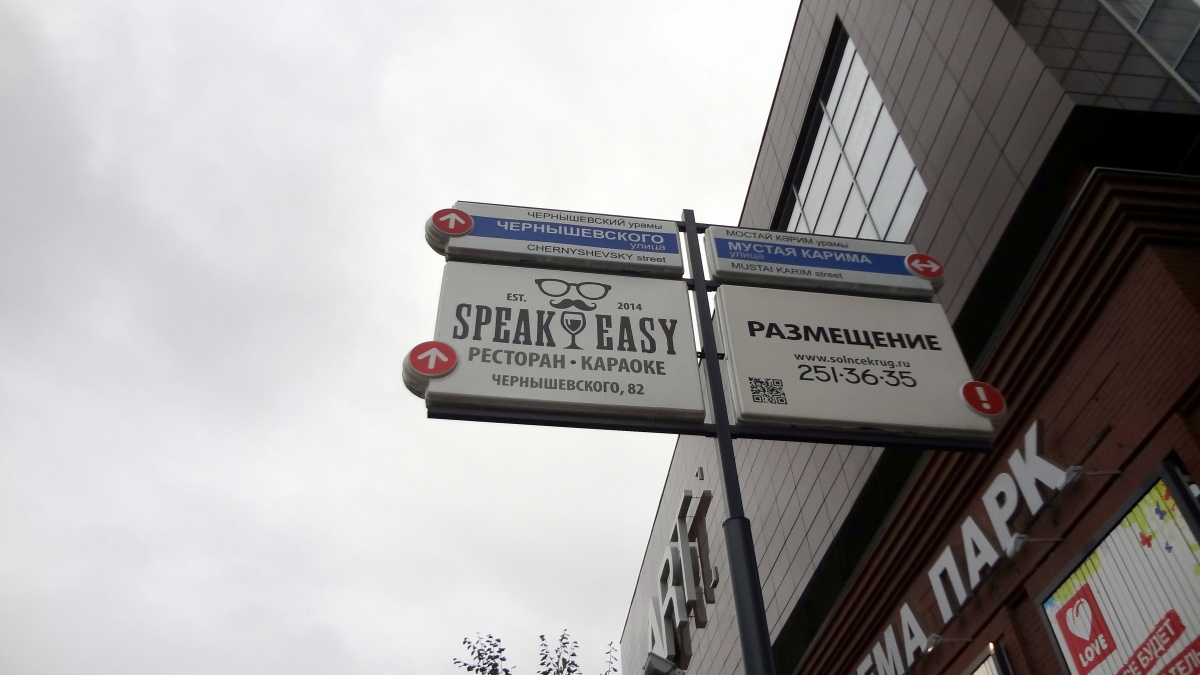 ЧЕРНЫШЕВСКИЙ урамы
ЧЕРНЫШЕВСКОГО
улица
CHERNYSHEVSKY street
EST. 2014
SPEAK EASY
РЕСТОРАН • КАРАОКЕ
ЧЕРНЫШЕВСКОГО, 82
МОСТАЙ КӘРИМ урамы
МУСТАЯ КАРИМА
улица
MUSTAI KARIM street
РАЗМЕЩЕНИЕ
www.solncekrug.ru
251·36·35
!
ПАРК
LOVE
БУДЕТ